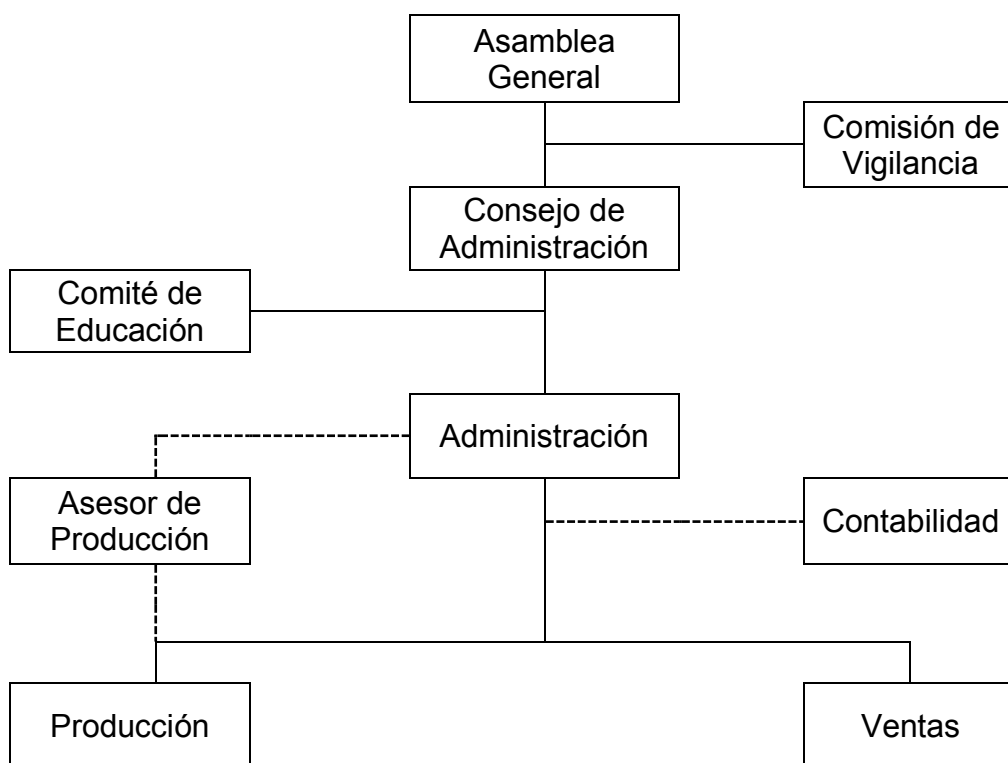 Asamblea
General
Comisión de
Vigilancia
Consejo de
Administración
Comité de
Educación
Administración
Asesor de
Producción
Contabilidad
Producción
Ventas